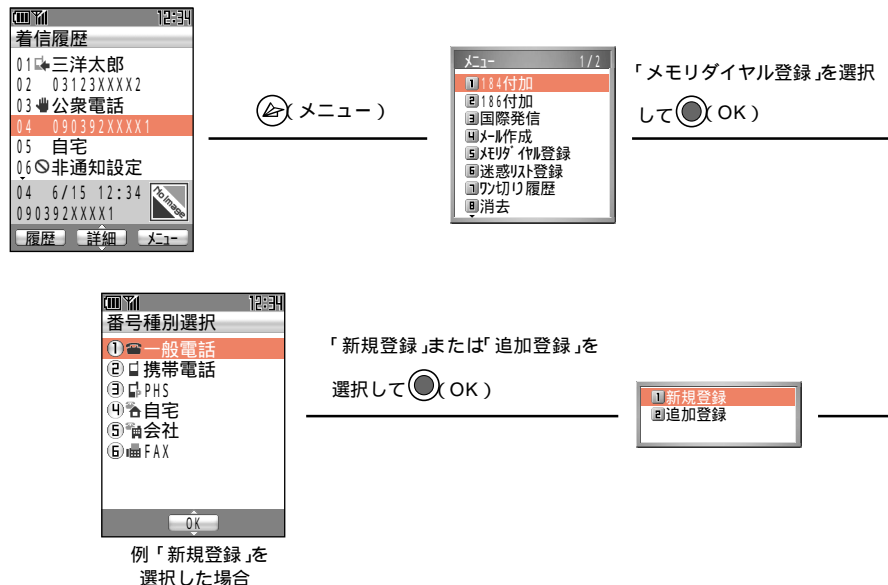 12:34
着信履歴
01 三洋太郎
02 03123XXXX2
03 公衆電話
04 090392XXXX1
05 自宅
06 非通知設定
04 6/15 12:34
No Image
090392XXXX1
履歴 詳細 ﾒﾆｭｰ
(メニュー)
ﾒﾆｭｰ 1/2
1 184付加
2 186付加
3 国際発信
4 ﾒｰﾙ作成
5 ﾒﾓﾘﾀﾞｲﾔﾙ登録
6 迷惑ﾘｽﾄ登録
7 ﾜﾝ切り履歴
8 消去
「メモリダイヤル登録」を選択
して(OK)
12:34
番号種別選択
1 一般電話
2 携帯電話
3 PHS
4 自宅
5 会社
6 FAX
OK
例「新規登録」を
選択した場合
「新規登録」または「追加登録」を
選択して(OK)
1 新規登録
2 追加登録